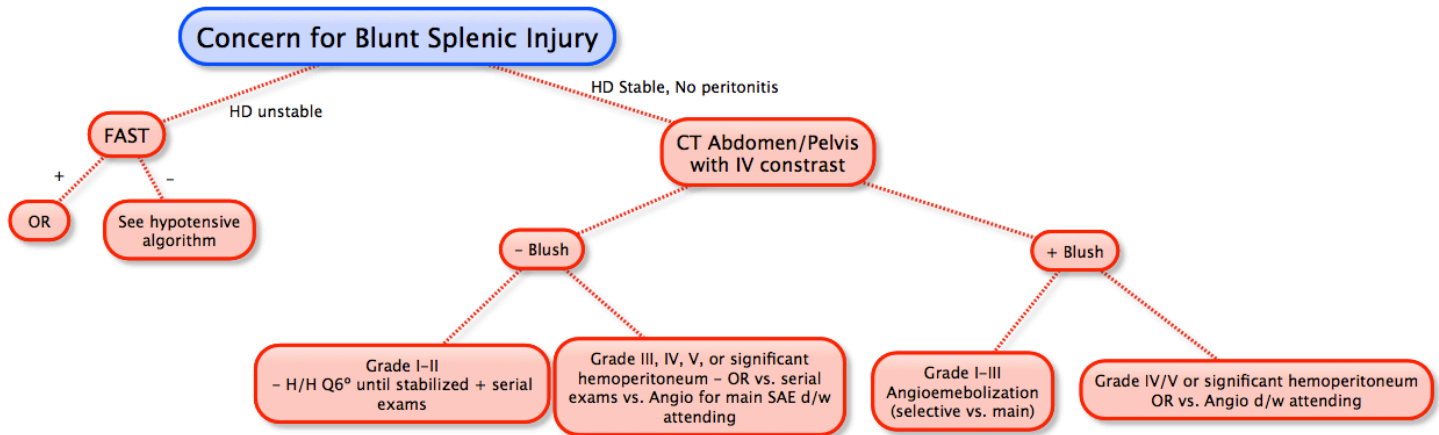 Concern for Blunt Splenic Injury
HD unstable
HD Stable, No peritonitis
FAST
CT Abdomen/Pelvis
with IV constrast
+
–
OR
See hypotensive
algorithm
– Blush
+ Blush
Grade I–II
– H/H Q6º until stabilized + serial
exams
Grade III, IV, V, or significant
hemoperitoneum – OR vs. serial
exams vs. Angio for main SAE d/w
attending
Grade I–III
Angioemebolization
(selective vs. main)
Grade IV/V or significant hemoperitoneum
OR vs. Angio d/w attending